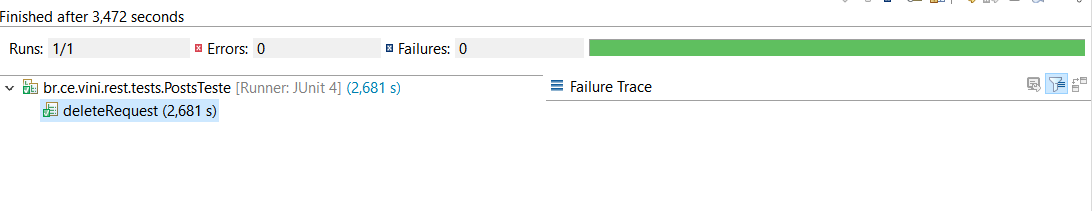 Finished after 3,472 seconds
Runs: 1/1 Errors: 0 Failures: 0
br.ce.vini.rest.tests.PostsTeste [Runner: JUnit 4] (2,681 s)
Failure Trace
deleteRequest (2,681 s)